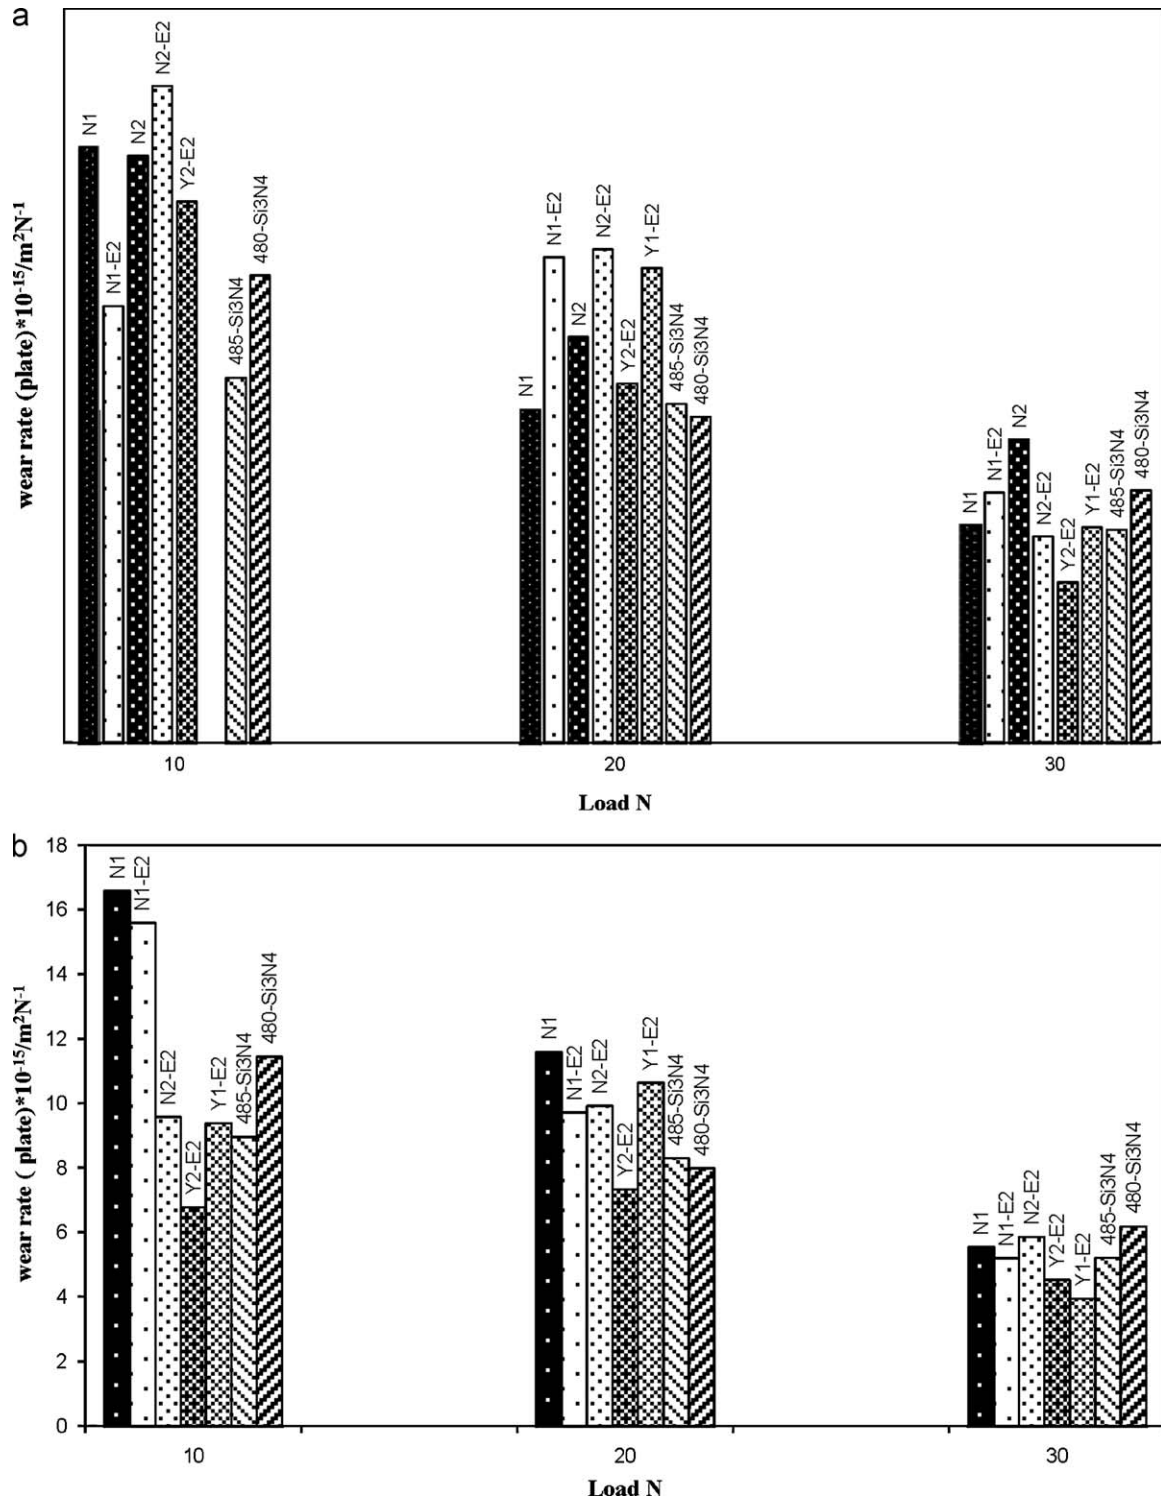 a
wear rate (plate)*10-15/m2N-1
N1
N1-E2
N2
N2-E2
Y2-E2
485-Si3N4
480-Si3N4
N1
N1-E2
N2
N2-E2
Y2-E2
Y1-E2
485-Si3N4
480-Si3N4
N1
N1-E2
N2
N2-E2
Y2-E2
Y1-E2
485-Si3N4
480-Si3N4
10
20
30
Load N
b
wear rate ( plate)*10-15/m2N-1
18
16
14
12
10
8
6
4
2
0
N1
N1-E2
N2-E2
Y2-E2
Y1-E2
485-Si3N4
480-Si3N4
N1
N1-E2
N2-E2
Y2-E2
Y1-E2
485-Si3N4
480-Si3N4
N1
N1-E2
N2-E2
Y2-E2
Y1-E2
485-Si3N4
480-Si3N4
10
20
30
Load N